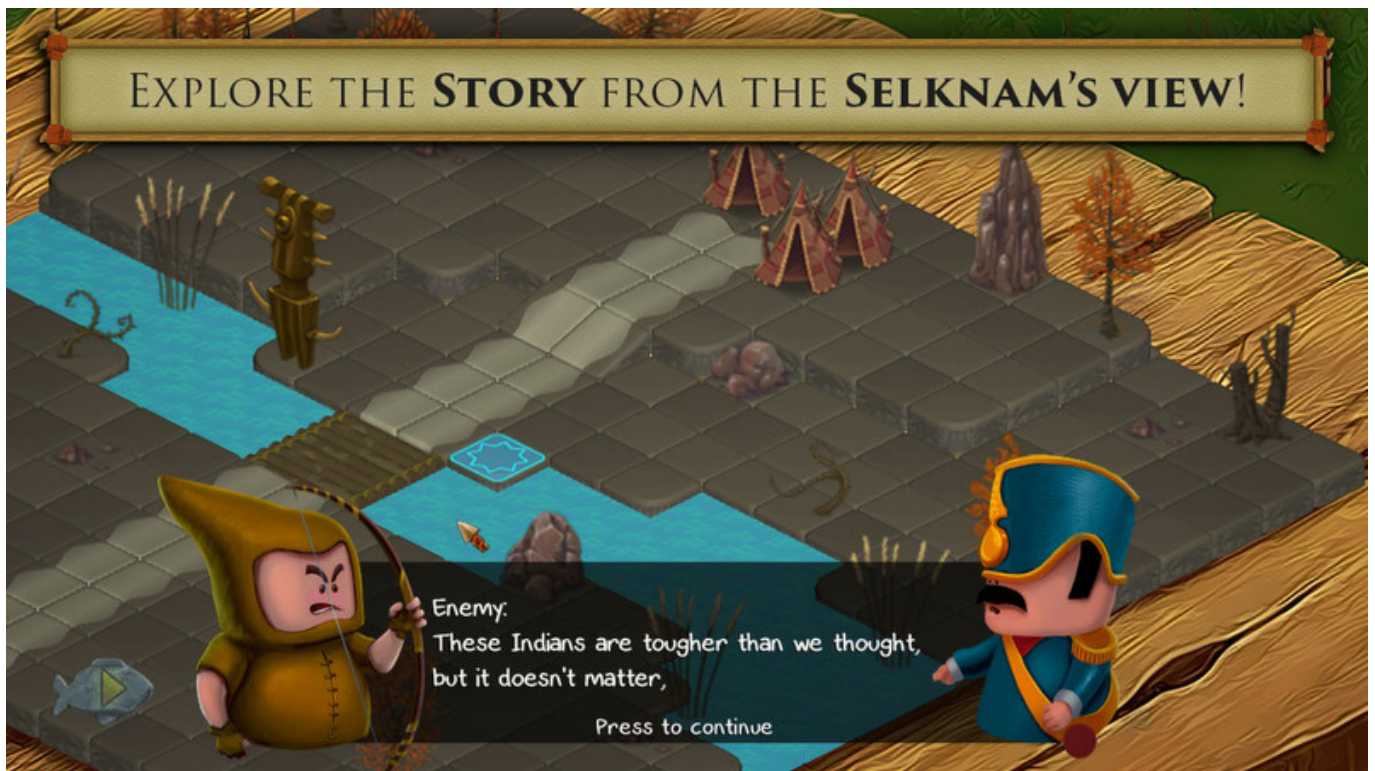 EXPLORE THE STORY FROM THE SELKNAM'S VIEW!
Enemy:
These Indians are tougher than we thought,
but it doesn't matter,
Press to continue